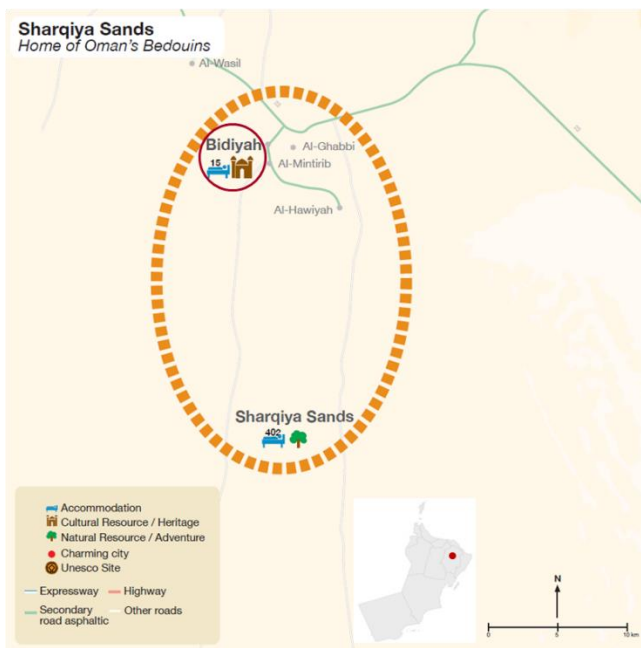 Sharqiya Sands
Home of Oman's Bedouins
Al-Wasil
Bidiyah
15
Al-Ghabbi
Al-Mintirib
Al-Hawiyah
Sharqiya Sands
402
Accommodation
Cultural Resource / Heritage
Natural Resource / Adventure
Charming city
Unesco Site
Expressway
Highway
Secondary
road asphaltic
Other roads
N
0 5 10 km